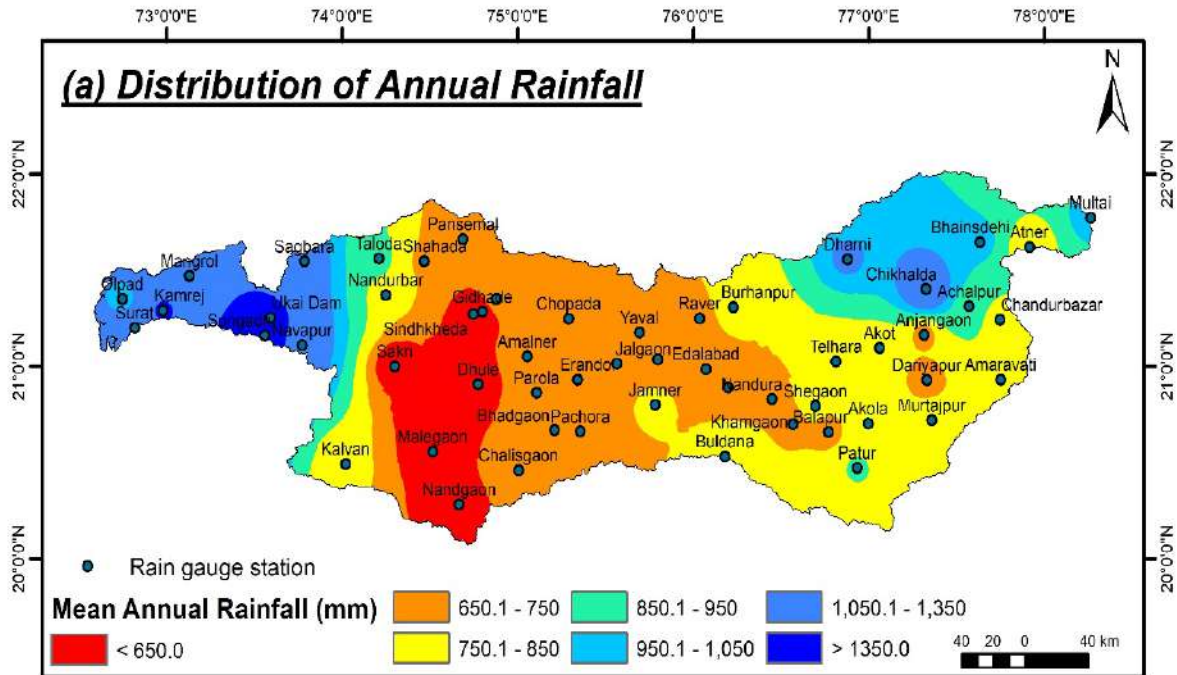 73°0'0"E 74°0'0"E 75°0'0"E 76°0'0"E 77°0'0"E 78°0'0"E
(a) Distribution of Annual Rainfall
N
22°0'0"N
22°0'0"N
21°0'0"N
21°0'0"N
20°0'0"N
20°0'0"N
Multai
Pansemal
Bhainsdehi
Atner
Sagbara
Taloda
Shahada
Dharni
Mangrol
Chikhalda
Olpad
Nandurbar
Kamrej
Ukai Dam
Gidhade
Chopada
Raver
Burhanpur
Achalpur
Chandurbazar
Surat
Navapur
Sindhkheda
Yaval
Anjangaon
Amalner
Akot
Sakri
Jalgaon
Edalabad
Telhara
Dhule
Erandol
Dariyapur
Amaravati
Parola
Jamner
Nandura
Shegaon
Bhadgaon
Pachora
Khamgaon
Balapur
Akola
Murtajpur
Malegaon
Buldana
Kalvan
Chalisgaon
Patur
Nandgaon
Rain gauge station
Mean Annual Rainfall (mm)
< 650.0
650.1 - 750
750.1 - 850
850.1 - 950
950.1 - 1,050
1,050.1 - 1,350
> 1350.0
40 20 0 40 km